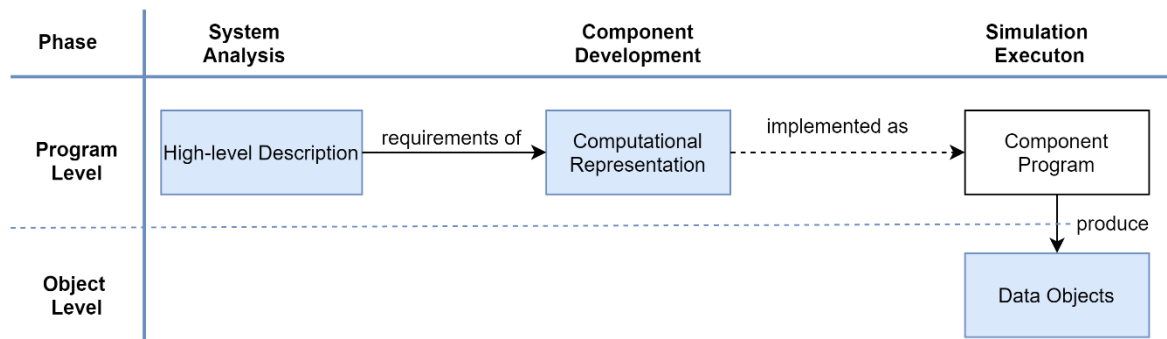 Phase
System
Analysis
Component
Development
Simulation
Executon
Program
Level
High-level Description
requirements of
Computational
Representation
implemented as
Component
Program
produce
Object
Level
Data Objects